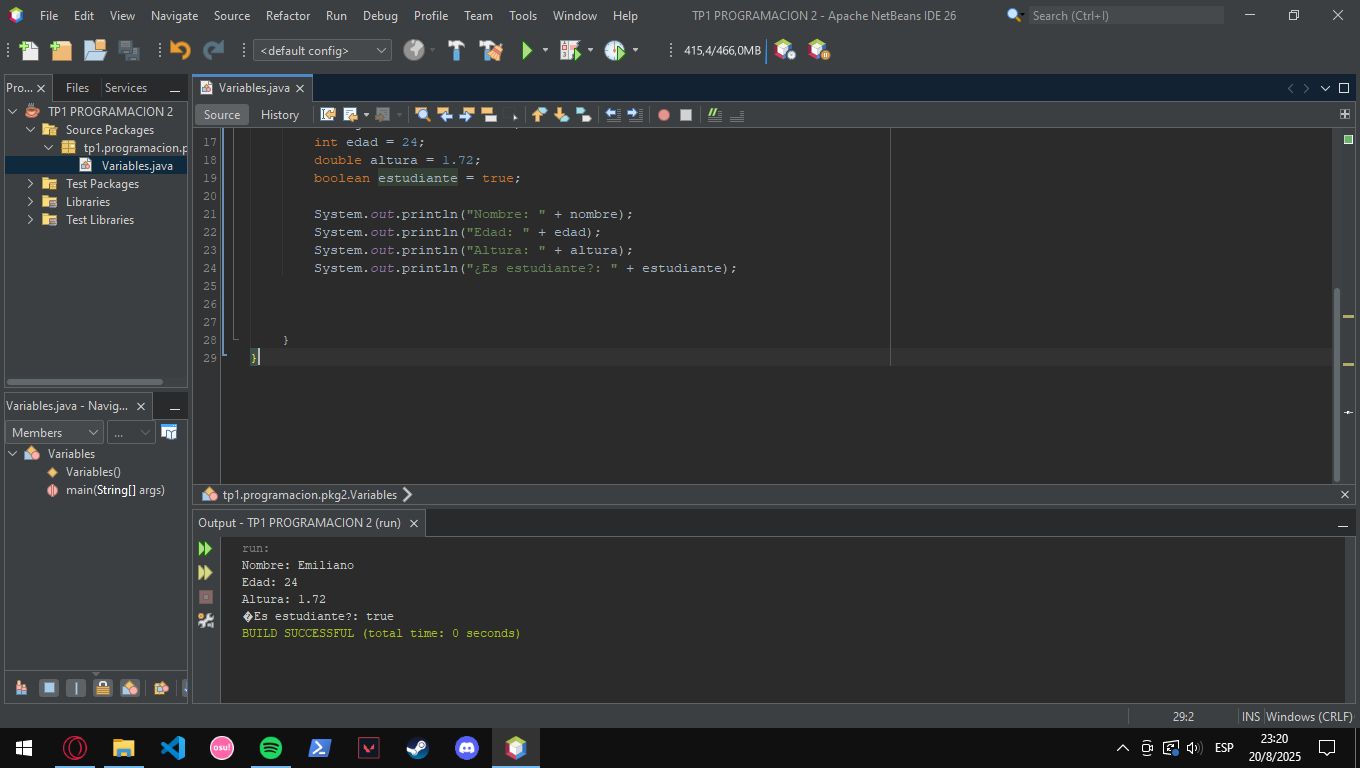 File Edit View Navigate Source Refactor Run Debug Profile Team Tools Window Help TP1 PROGRAMACION 2 - Apache NetBeans IDE 26 Search (Ctrl+I)
<default config> 415,4/466,0MB
Pro... Files Services
TP1 PROGRAMACION 2
Source Packages
tp1.programacion.p
Variables.java
Test Packages
Libraries
Test Libraries
Variables.java
Source History
17 int edad = 24;
18 double altura = 1.72;
19 boolean estudiante = true;
20
21 System.out.println("Nombre: " + nombre);
22 System.out.println("Edad: " + edad);
23 System.out.println("Altura: " + altura);
24 System.out.println("¿Es estudiante?: " + estudiante);
25
26
27
28 }
29 }
Variables.java - Navig...
Members ...
Variables
Variables()
main(String[] args)
tp1.programacion.pkg2.Variables
Output - TP1 PROGRAMACION 2 (run)
run:
Nombre: Emiliano
Edad: 24
Altura: 1.72
�Es estudiante?: true
BUILD SUCCESSFUL (total time: 0 seconds)
29:2 INS Windows (CRLF)
osu!
ESP
23:20
20/8/2025